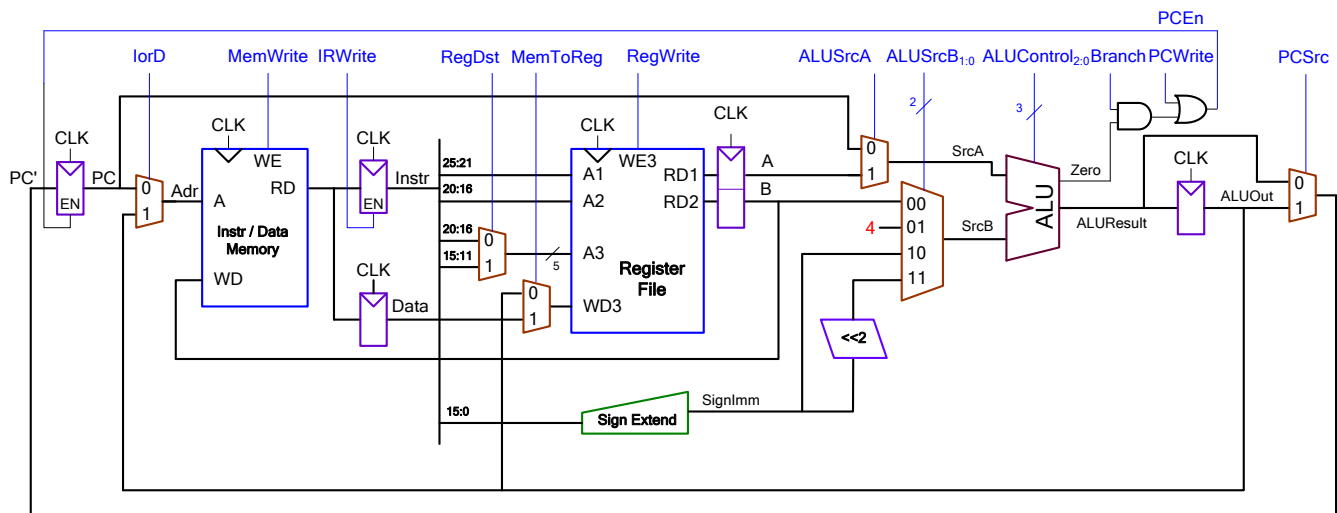 PCEn
IorD MemWrite IRWrite RegDst MemToReg RegWrite ALUSrcA ALUSrcB1:0 ALUControl2:0 Branch PCWrite PCSrc
2 3
CLK CLK CLK CLK CLK CLK
PC' PC EN
0 1 Adr
WE RD A WD
Instr / Data
Memory
EN Instr
CLK
Data
25:21
20:16
20:16
15:11
0 1
5
0 1
WE3
A1 RD1
A2 RD2
A3
WD3
Register
File
A
B
0 1
SrcA
00
4 01
10
11
SrcB
<<2
ALU
Zero
ALUResult
ALUOut
0 1
15:0
Sign Extend
SignImm